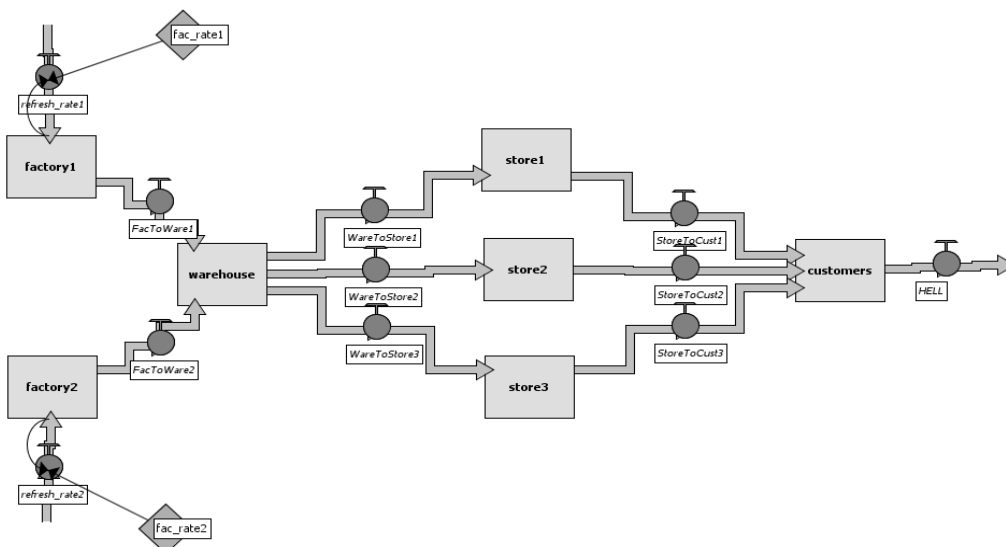 fac_rate1
refresh_rate1
factory1
FacToWare1
warehouse
WareToStore1
WareToStore2
WareToStore3
store1
store2
store3
StoreToCust1
StoreToCust2
StoreToCust3
customers
HELL
FacToWare2
factory2
refresh_rate2
fac_rate2